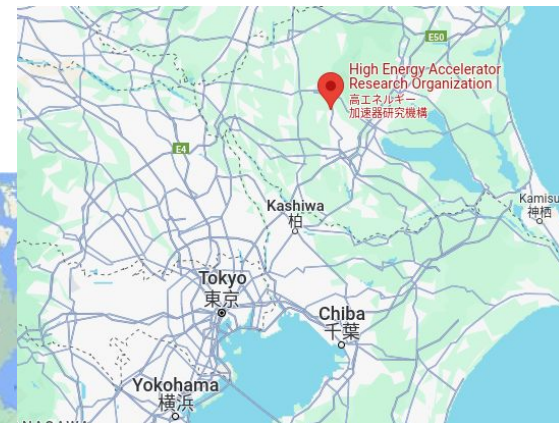 E50
High Energy Accelerator
Research Organization
高エネルギー
加速器研究機構
E4
Kashiwa
柏
Kamisu
神栖
Tokyo
東京
Chiba
千葉
Yokohama
横浜